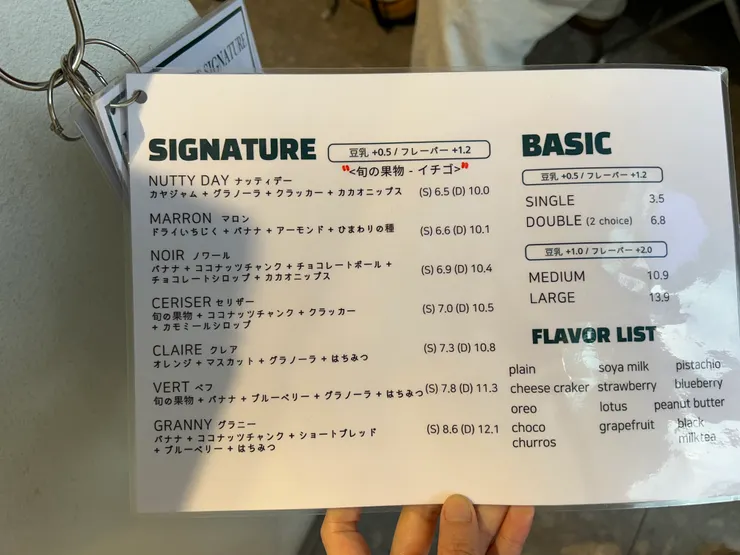 SIGNATURE
SIGNATURE
豆乳 +0.5 / フレーバー +1.2
"<旬の果物 - イチゴ>"
NUTTY DAY ナッティデー
カヤジャム + グラノーラ + クラッカー + カカオニップス
(S) 6.5 (D) 10.0
MARRON マロン
ドライいちじく + バナナ + アーモンド + ひまわりの種
(S) 6.6 (D) 10.1
NOIR ノワール
バナナ + ココナッツチャンク + チョコレートボール +
チョコレートシロップ + カカオニップス
(S) 6.9 (D) 10.4
CERISER セリザー
旬の果物 + ココナッツチャンク + クラッカー
+ カモミールシロップ
(S) 7.0 (D) 10.5
CLAIRE クレア
オレンジ + マスカット + グラノーラ + はちみつ
(S) 7.3 (D) 10.8
VERT ベフ
旬の果物 + バナナ + ブルーベリー + グラノーラ + はちみつ
(S) 7.8 (D) 11.3
GRANNY グラニー
バナナ + ココナッツチャンク + ショートブレッド
+ ブルーベリー + はちみつ
(S) 8.6 (D) 12.1
BASIC
豆乳 +0.5 / フレーバー +1.2
SINGLE 3.5
DOUBLE (2 choice) 6.8
豆乳 +1.0 / フレーバー +2.0
MEDIUM 10.9
LARGE 13.9
FLAVOR LIST
plain soya milk pistachio
cheese craker strawberry blueberry
oreo lotus peanut butter
choco grapefruit black
churros milktea